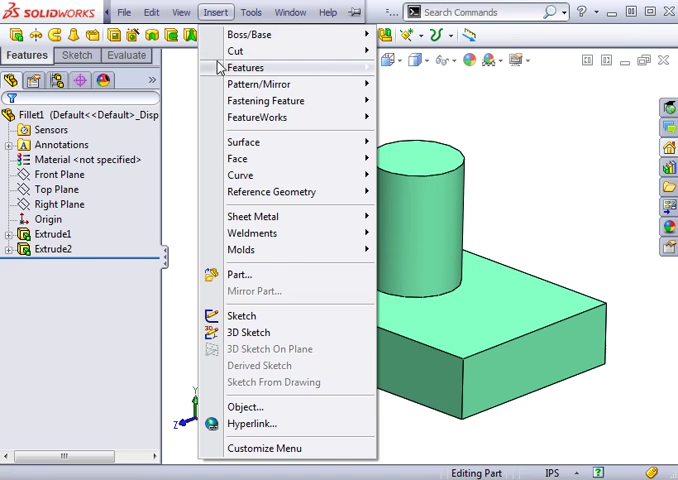 SOLIDWORKS File Edit View Insert Tools Window Help ... Search Commands ?
Features Sketch Evaluate
Fillet1 (Default<<Default>_Disp
Sensors
Annotations
Material <not specified>
Front Plane
Top Plane
Right Plane
Origin
Extrude1
Extrude2
Boss/Base
Cut
Features
Pattern/Mirror
Fastening Feature
FeatureWorks
Surface
Face
Curve
Reference Geometry
Sheet Metal
Weldments
Molds
Part...
Mirror Part...
Sketch
3D Sketch
3D Sketch On Plane
Derived Sketch
Sketch From Drawing
Object...
Hyperlink...
Customize Menu
Y
Z
Editing Part IPS ?